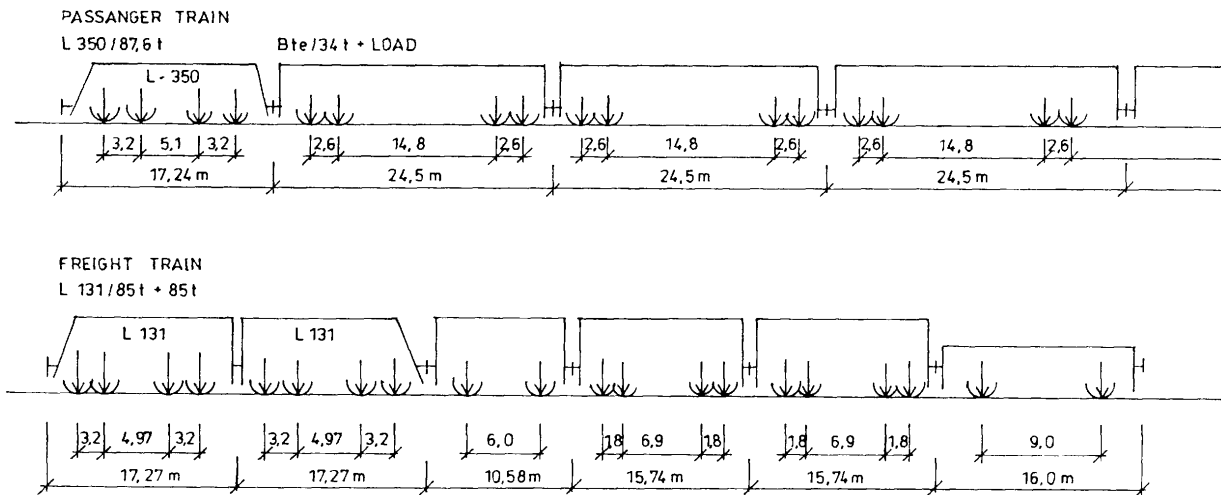 PASSANGER TRAIN
L 350/87,6 t Bte/34 t + LOAD
L-350
3,2 5,1 3,2 2,6 14,8 2,6 2,6 14,8 2,6 2,6 14,8 2,6
17,24 m 24,5 m 24,5 m 24,5 m
FREIGHT TRAIN
L 131/85 t + 85 t
L 131 L 131
3,2 4,97 3,2 3,2 4,97 3,2 6,0 1,8 6,9 1,8 1,8 6,9 1,8 9,0
17,27 m 17,27 m 10,58 m 15,74 m 15,74 m 16,0 m